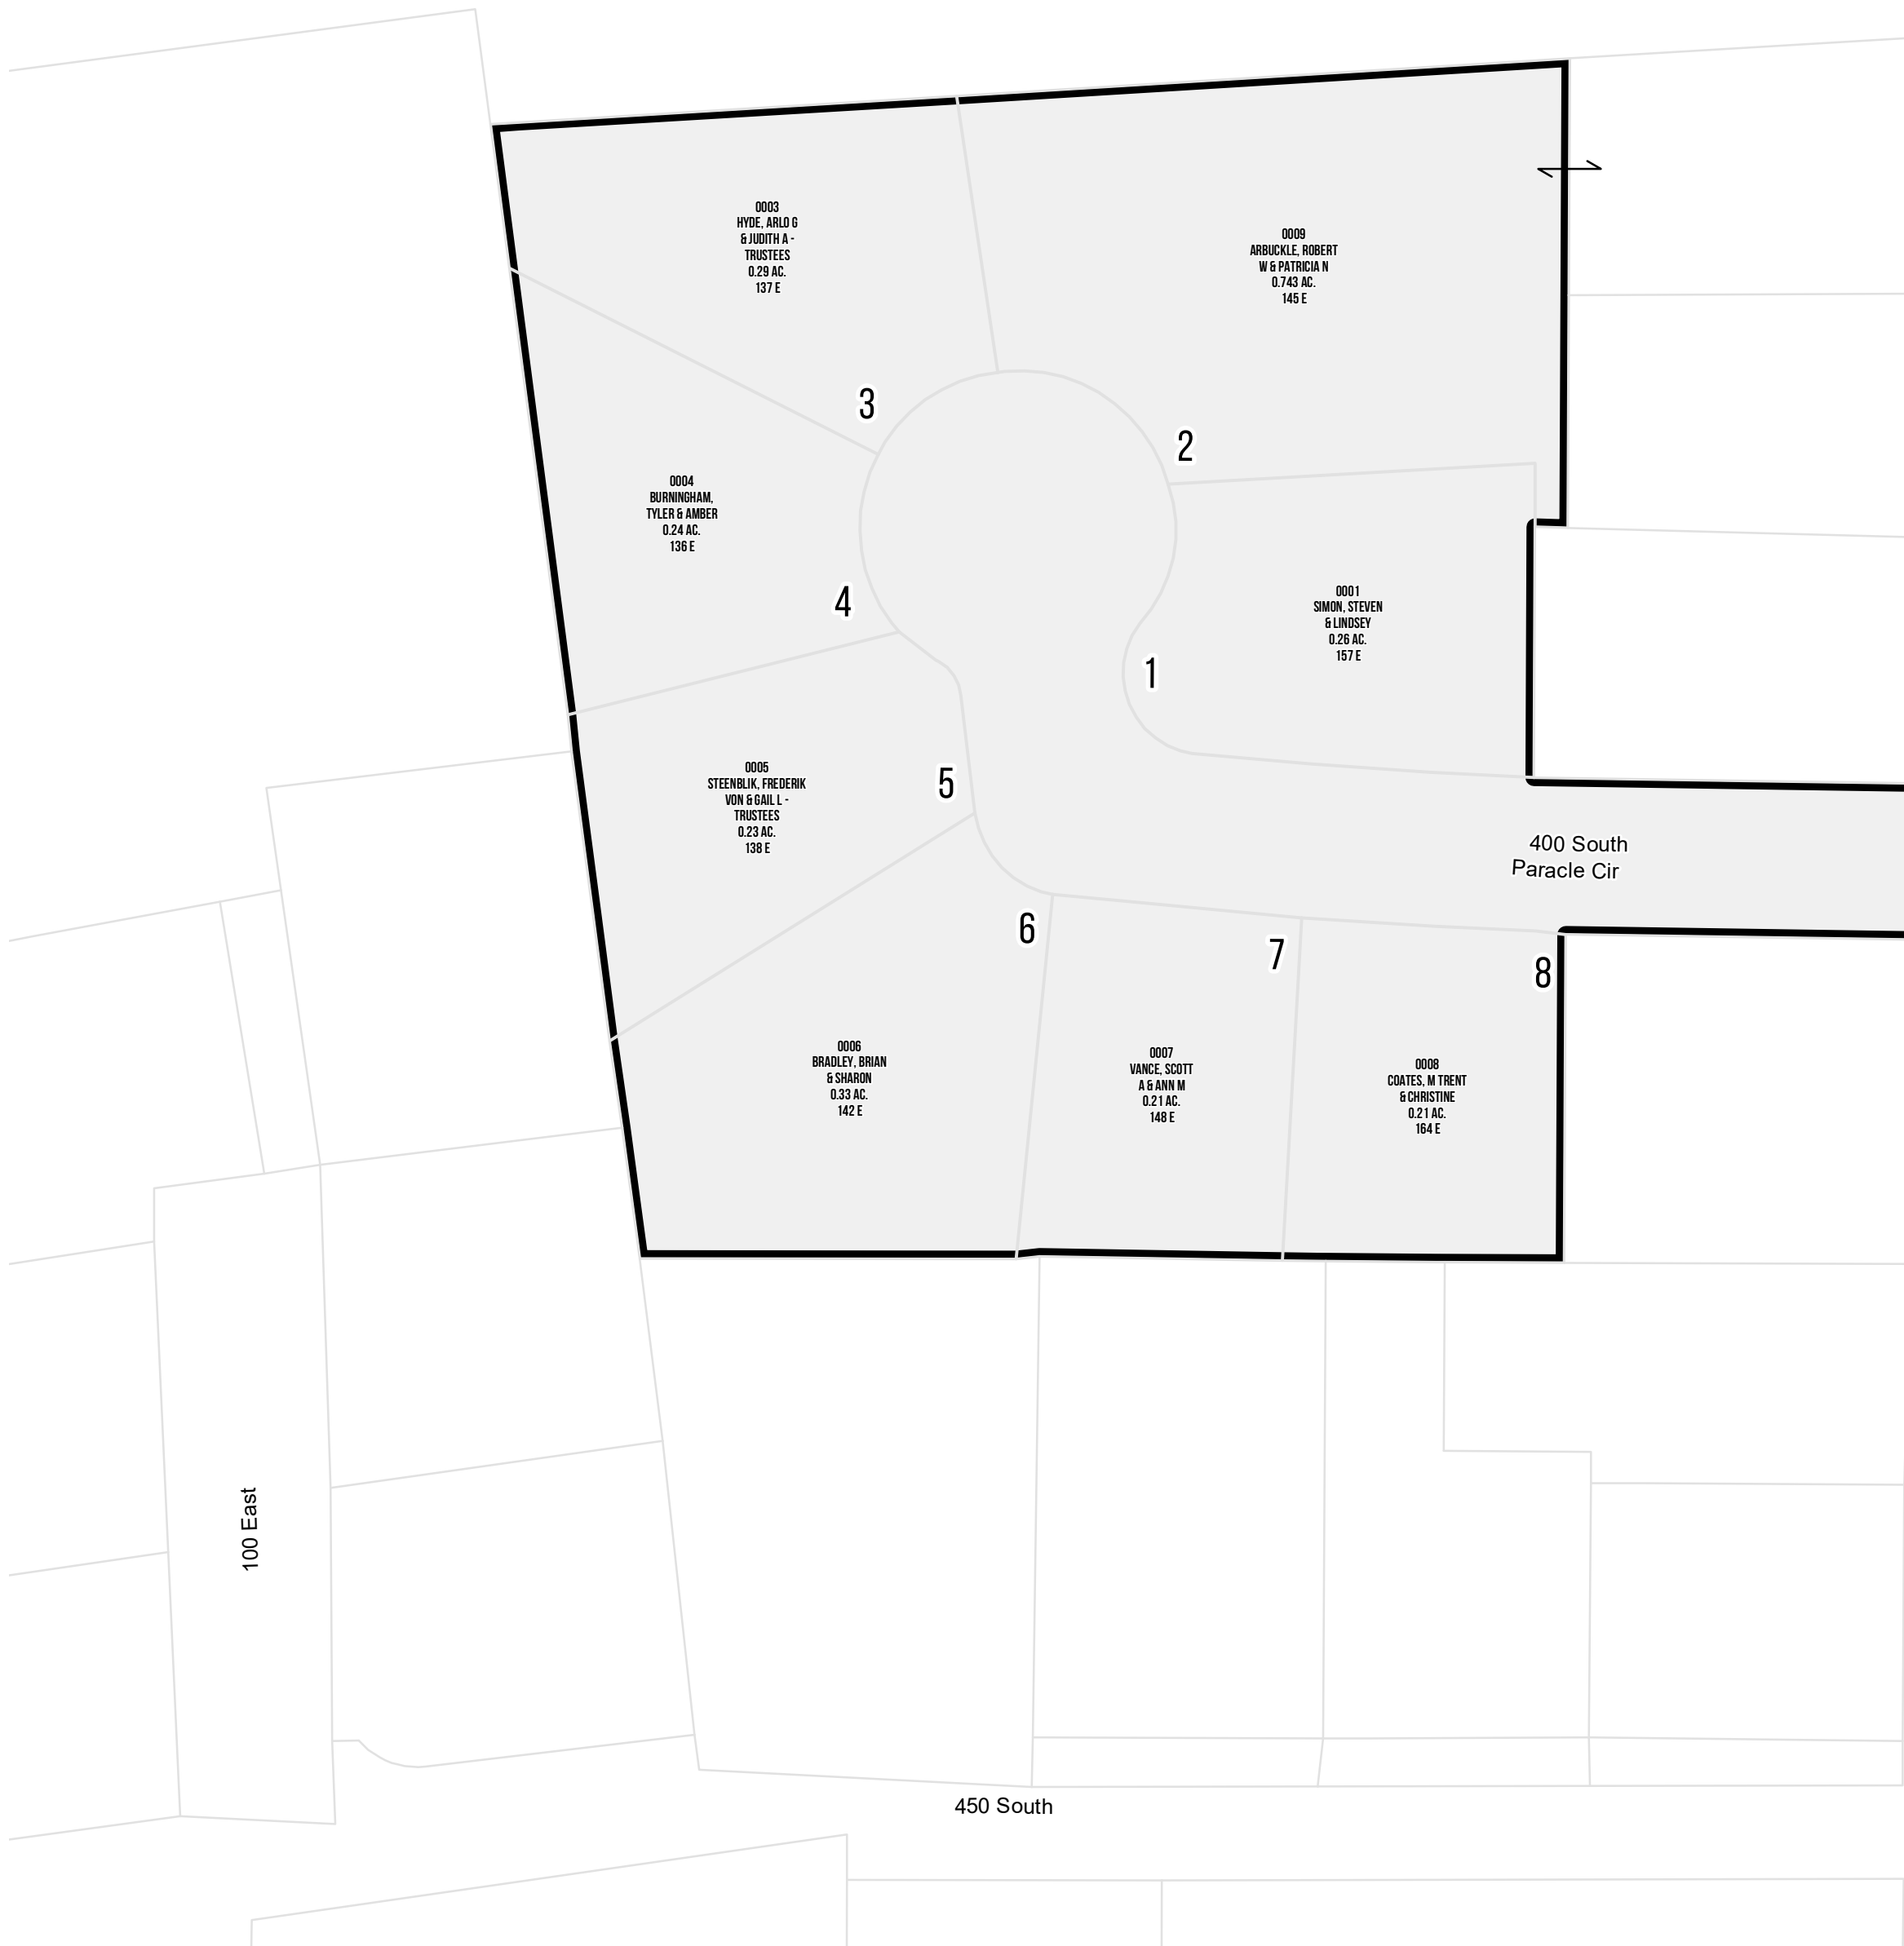 0003
HYDE, ARLO G
& JUDITH A -
TRUSTEES
0.29 AC.
137 E
0009
ARBUCKLE, ROBERT
W & PATRICIA N
0.743 AC.
145 E
3
2
0004
BURNINGHAM,
TYLER & AMBER
0.24 AC.
136 E
4
0001
SIMON, STEVEN
& LINDSEY
0.26 AC.
157 E
1
0005
STEENBLIK, FREDERIK
VON & GAIL L -
TRUSTEES
0.23 AC.
138 E
5
400 South
Paracle Cir
6
7
8
0006
BRADLEY, BRIAN
& SHARON
0.33 AC.
142 E
0007
VANCE, SCOTT
A & ANN M
0.21 AC.
148 E
0008
COATES, M TRENT
& CHRISTINE
0.21 AC.
164 E
100 East
450 South